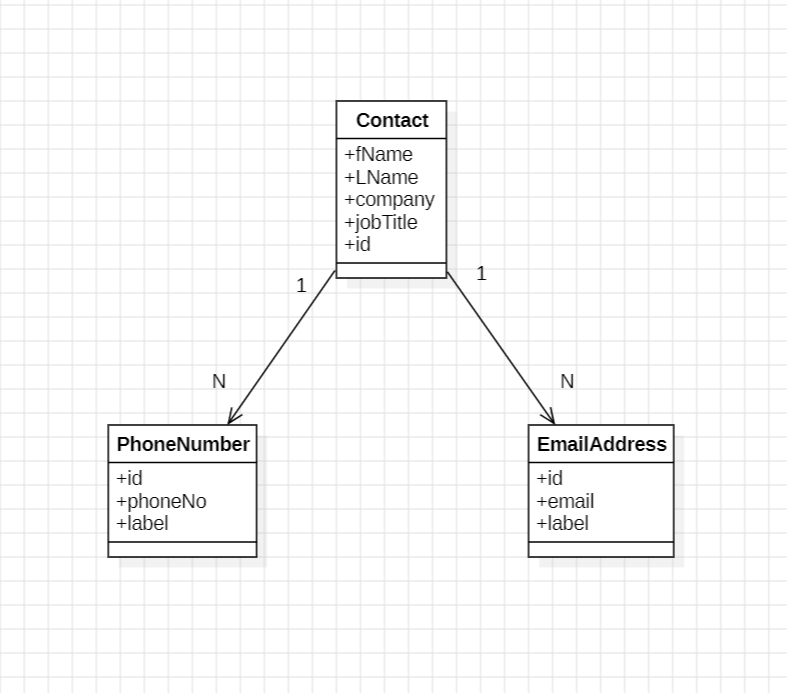 Contact
+fName
+LName
+company
+jobTitle
+id
1
1
N
N
PhoneNumber
+id
+phoneNo
+label
EmailAddress
+id
+email
+label